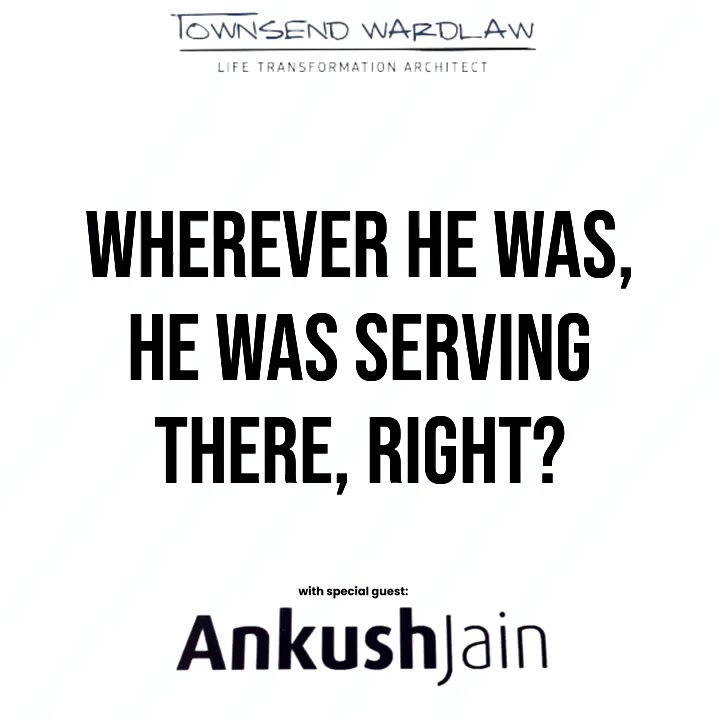 TOWNSEND WARDLAW
LIFE TRANSFORMATION ARCHITECT
WHEREVER HE WAS,
HE WAS SERVING
THERE, RIGHT?
with special guest:
AnkushJain